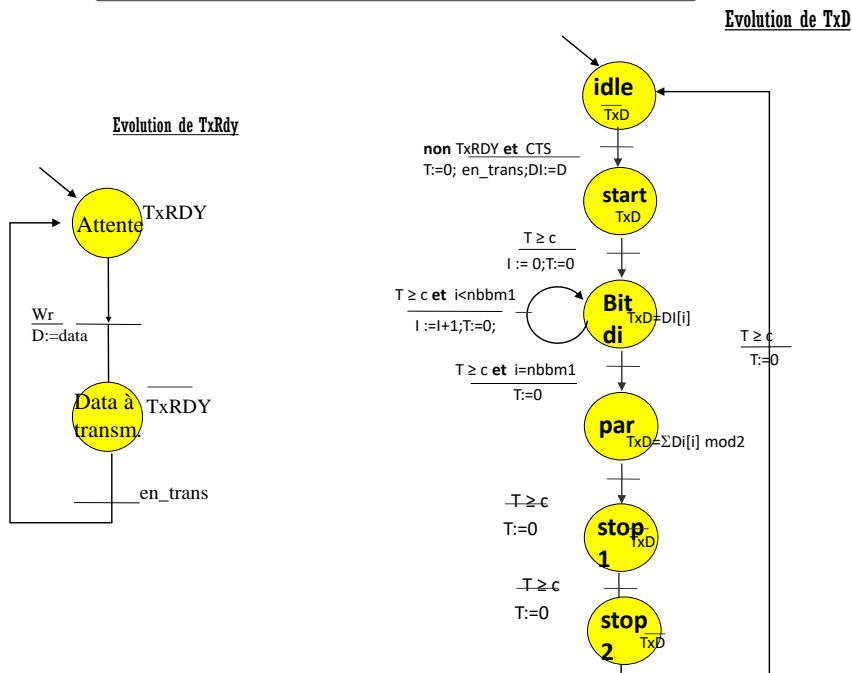 Evolution de TxD
Evolution de TxRdy
Attente
TxRDY
Wr
D:=data
Data à
transm.
TxRDY
en_trans
idle
TxD
non TxRDY et CTS
T:=0; en_trans;DI:=D
start
TxD
T ≥ c
I := 0;T:=0
T ≥ c et i<nbbm1
I :=I+1;T:=0;
Bit
di
TxD=DI[i]
T ≥ c et i=nbbm1
T:=0
par
TxD=ΣDi[i] mod2
T ≥ c
T:=0
stop
1
TxD
T ≥ c
T:=0
stop
2
TxD
T ≥ c
T:=0